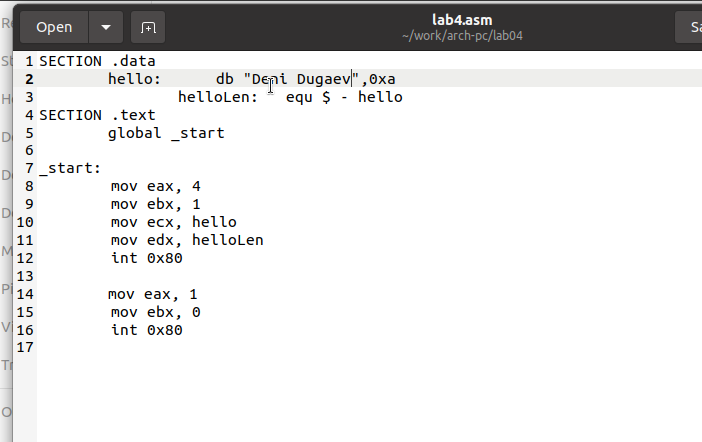 Open
lab4.asm
~/work/arch-pc/lab04
1 SECTION .data
2 hello: db "Deni Dugaev",0xa
3 helloLen: equ $ - hello
4 SECTION .text
5 global _start
6
7 _start:
8 mov eax, 4
9 mov ebx, 1
10 mov ecx, hello
11 mov edx, helloLen
12 int 0x80
13
14 mov eax, 1
15 mov ebx, 0
16 int 0x80
17